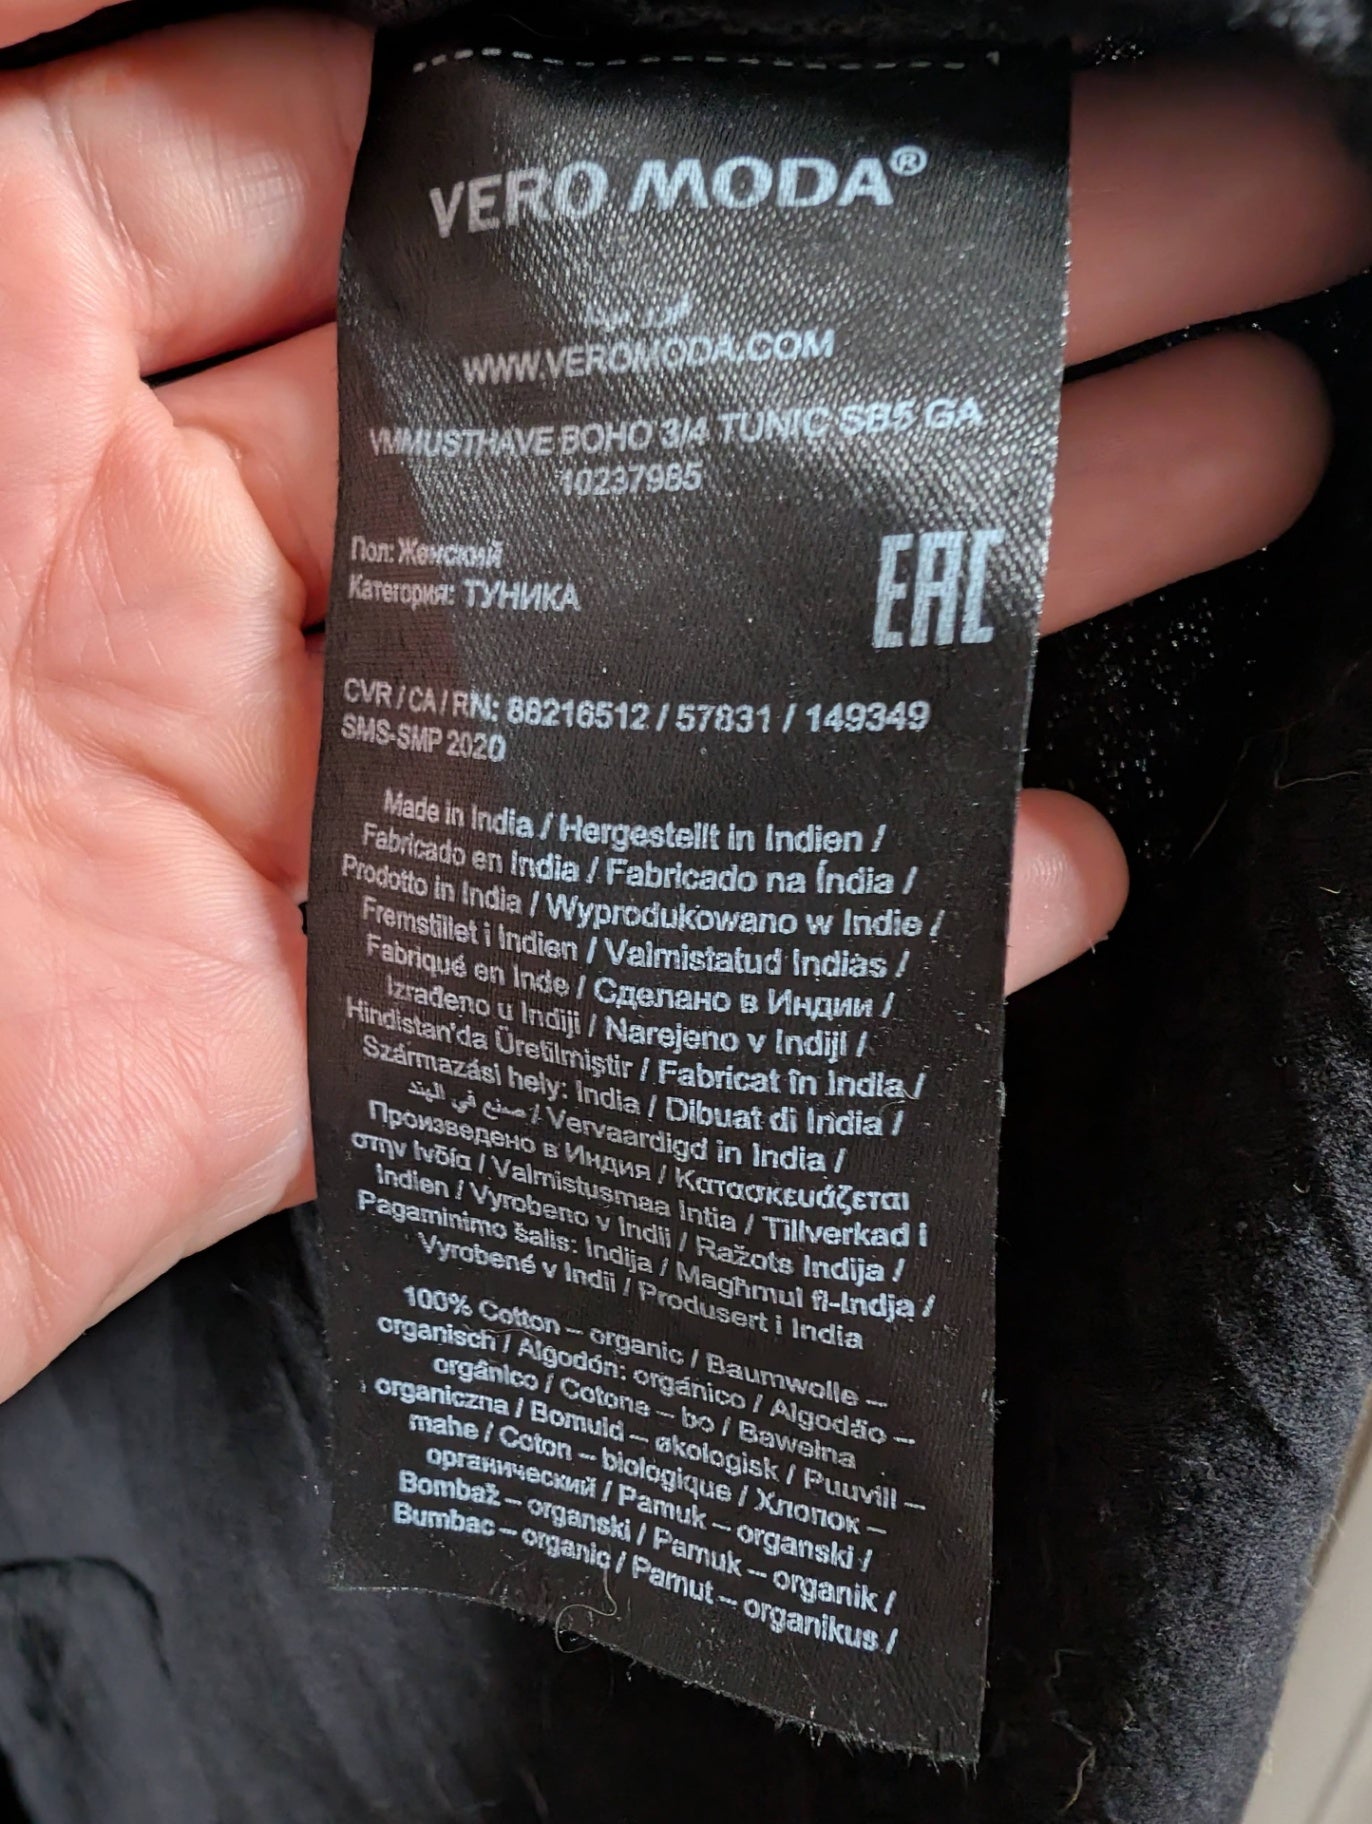 VERO MODA®
WWW.VEROMODA.COM
VMMUSTHAVE BOHO 3/4 TUNIC SB5 GA
10237985
Пол: Женский
Категория: ТУНИКА
EAC
CVR / CA / RN: 88216512 / 57831 / 149349
SMS-SMP 2020
Made in India / Hergestellt in Indien /
Fabricado en India / Fabricado na Índia /
Prodotto in India / Wyprodukowano w Indie /
Fremstillet i Indien / Valmistatud Indias /
Fabriqué en Inde / Сделано в Индии /
Izrađeno u Indiji / Narejeno v Indiji /
Hindistan'da Üretilmiştir / Fabricat în India /
Származási hely: India / Dibuat di India /
صنع في الهند / Vervaardigd in India /
Произведено в Индия / Κατασκευάζεται
στην Ινδία / Valmistusmaa Intia / Tillverkad i
Indien / Vyrobeno v Indii / Ražots Indija /
Pagaminimo šalis: Indija / Magħmul fl-Indja /
Vyrobené v Indii / Produsert i India
100% Cotton – organic / Baumwolle –
organisch / Algodón: orgánico / Algodão –
orgânico / Cotone – bo / Bawełna
organiczna / Bomuld – økologisk / Puuvill –
mahe / Coton – biologique / Хлопок –
органический / Pamuk – organski /
Bombaž – organski / Pamuk – organik /
Bumbac – organic / Pamut – organikus /